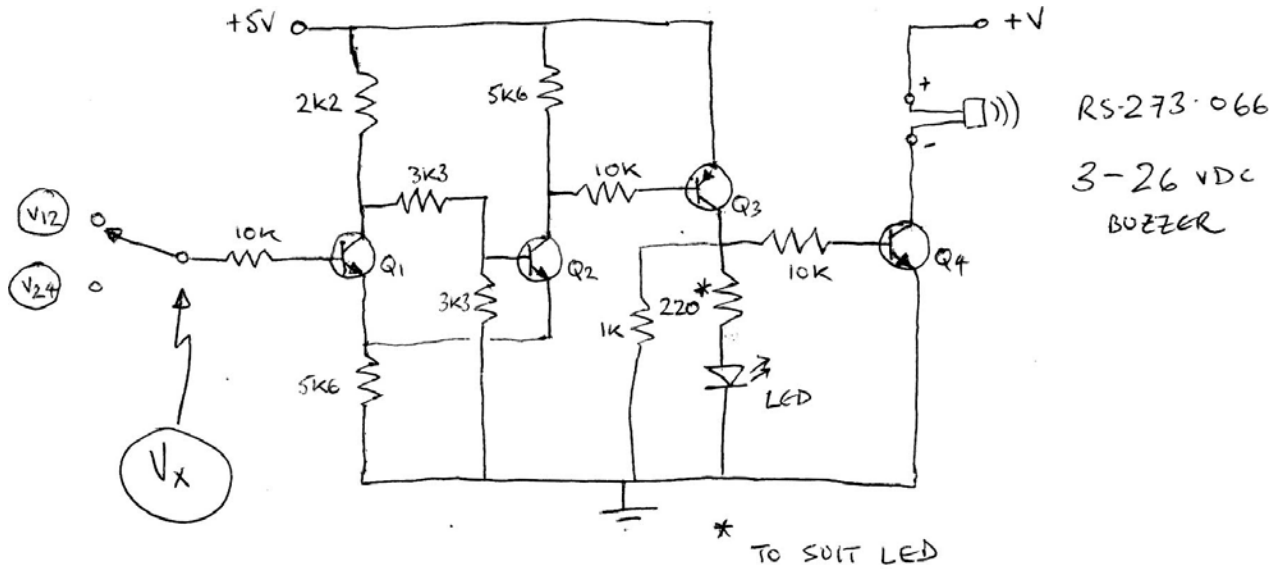 +5V
+V
2K2
5K6
+
-
RS-273-066
3-26 VDC
BUZZER
3K3
10K
Q3
V12
10K
Q1
Q2
10K
Q4
V24
3K3
1K
220*
5K6
LED
Vx
*
TO SUIT LED